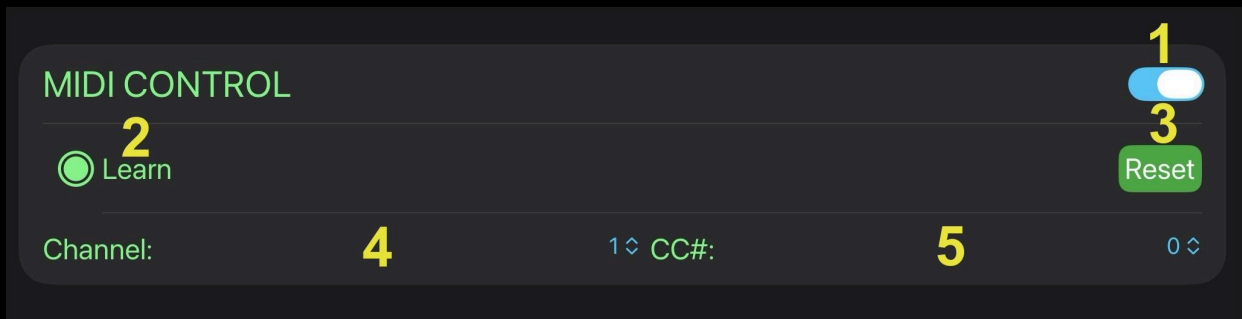 1
MIDI CONTROL
2
3
Learn
Reset
Channel:
4
1
CC#:
5
0